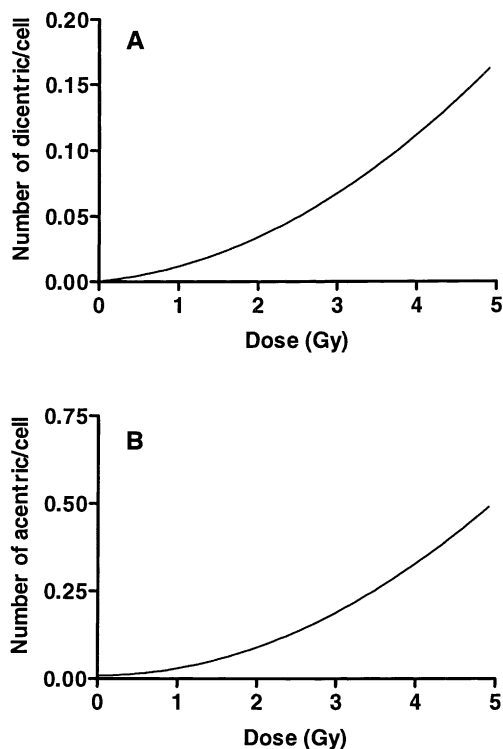 A
Number of dicentric/cell
0.20
0.15
0.10
0.05
0.00
0 1 2 3 4 5
Dose (Gy)
B
Number of acentric/cell
0.75
0.50
0.25
0.00
0 1 2 3 4 5
Dose (Gy)